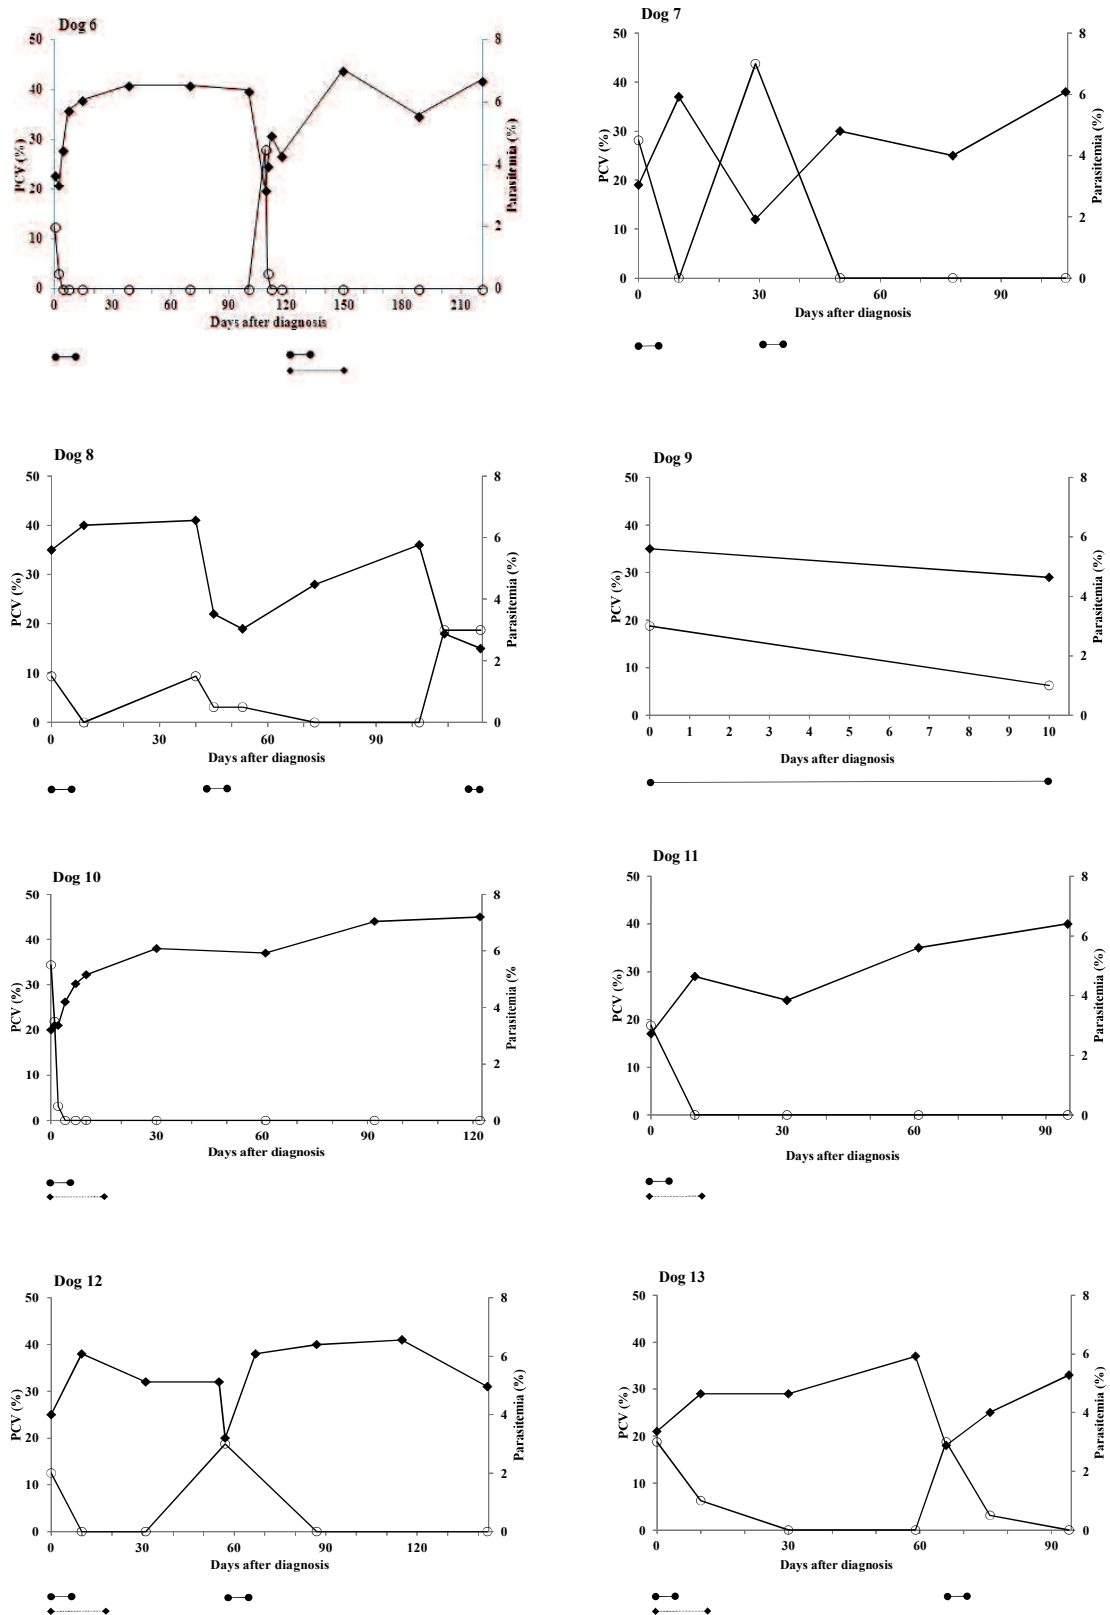 Dog 6
50
40
30
20
10
0
8
6
4
2
0
PCV (%)
Parasitemia (%)
0 30 60 90 120 150 180 210
Days after diagnosis
Dog 7
50
40
30
20
10
0
8
6
4
2
0
PCV (%)
Parasitemia (%)
0 30 60 90
Days after diagnosis
Dog 8
50
40
30
20
10
0
8
6
4
2
0
PCV (%)
Parasitemia (%)
0 30 60 90
Days after diagnosis
Dog 9
50
40
30
20
10
0
8
6
4
2
0
PCV (%)
Parasitemia (%)
0 1 2 3 4 5 6 7 8 9 10
Days after diagnosis
Dog 10
50
40
30
20
10
0
8
6
4
2
0
PCV (%)
Parasitemia (%
0 30 60 90 120
Days after diagnosis
Dog 11
50
40
30
20
10
0
8
6
4
2
0
PCV (%)
Parasitemia (%)
0 30 60 90
Days after diagnosis
Dog 12
50
40
30
20
10
0
8
6
4
2
0
PCV (%)
Parasitemia (%)
0 30 60 90 120
Days after diagnosis
Dog 13
50
40
30
20
10
0
8
6
4
2
0
PCV (%)
Parasitemia (%)
0 30 60 90
Days after diagnosis